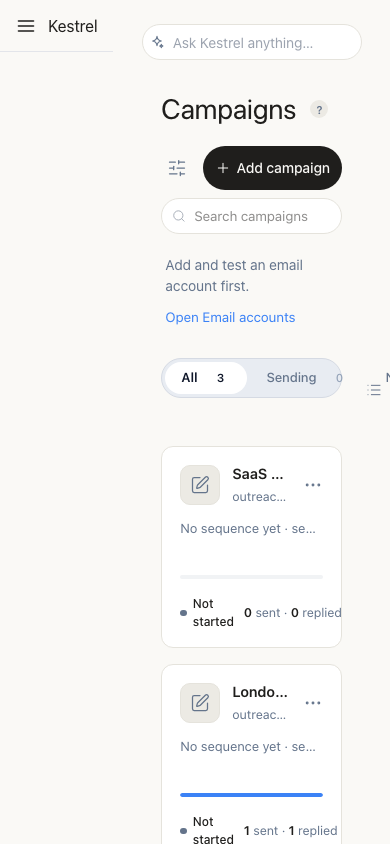 Kestrel
Ask Kestrel anything...
Campaigns ?
+ Add campaign
Search campaigns
Add and test an email
account first.
Open Email accounts
All 3 Sending 0
SaaS ...
outreac...
No sequence yet · se...
Not
started
0 sent · 0 replied
Londo...
outreac...
No sequence yet · se...
Not
started
1 sent · 1 replied